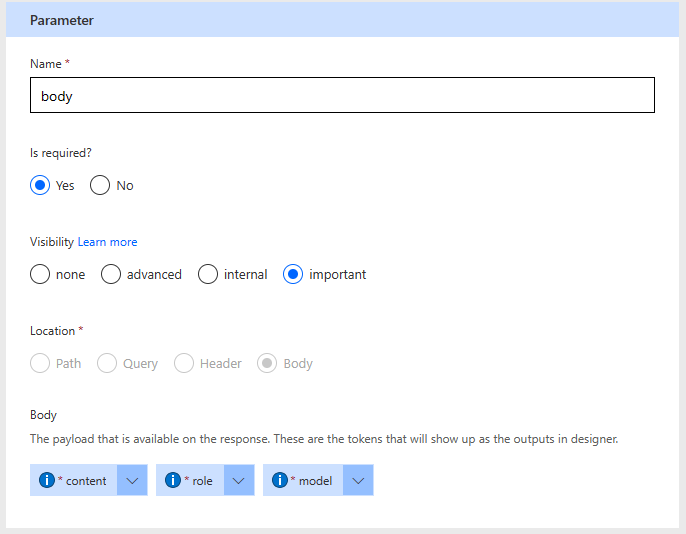 Parameter
Name *
body
Is required?
Yes No
Visibility Learn more
none advanced internal important
Location *
Path Query Header Body
Body
The payload that is available on the response. These are the tokens that will show up as the outputs in designer.
i * content i * role i * model